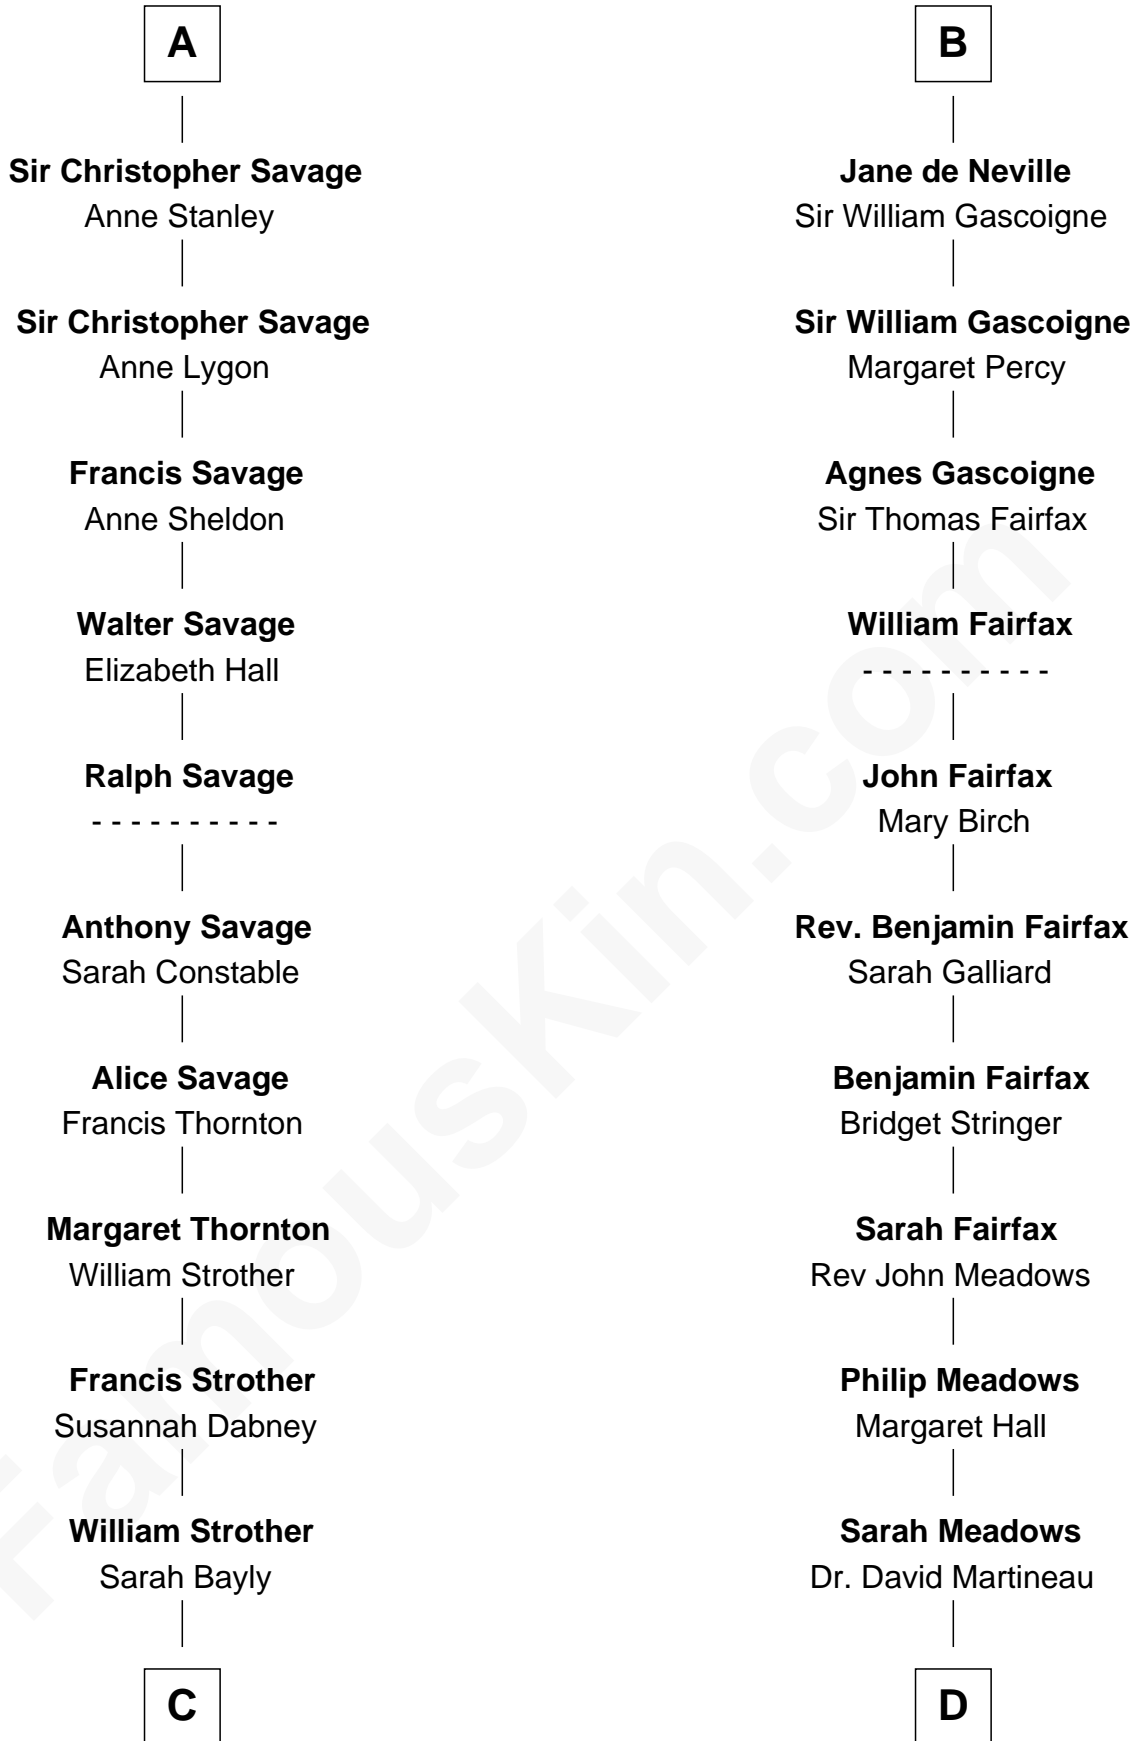 A
Sir Christopher Savage
Anne Stanley
Sir Christopher Savage
Anne Lygon
Francis Savage
Anne Sheldon
Walter Savage
Elizabeth Hall
Ralph Savage
- - - - - - - - - -
Anthony Savage
Sarah Constable
Alice Savage
Francis Thornton
Margaret Thornton
William Strother
Francis Strother
Susannah Dabney
William Strother
Sarah Bayly
C
B
Jane de Neville
Sir William Gascoigne
Sir William Gascoigne
Margaret Percy
Agnes Gascoigne
Sir Thomas Fairfax
William Fairfax
- - - - - - - - - -
John Fairfax
Mary Birch
Rev. Benjamin Fairfax
Sarah Galliard
Benjamin Fairfax
Bridget Stringer
Sarah Fairfax
Rev John Meadows
Philip Meadows
Margaret Hall
Sarah Meadows
Dr. David Martineau
D
FamousKin.com